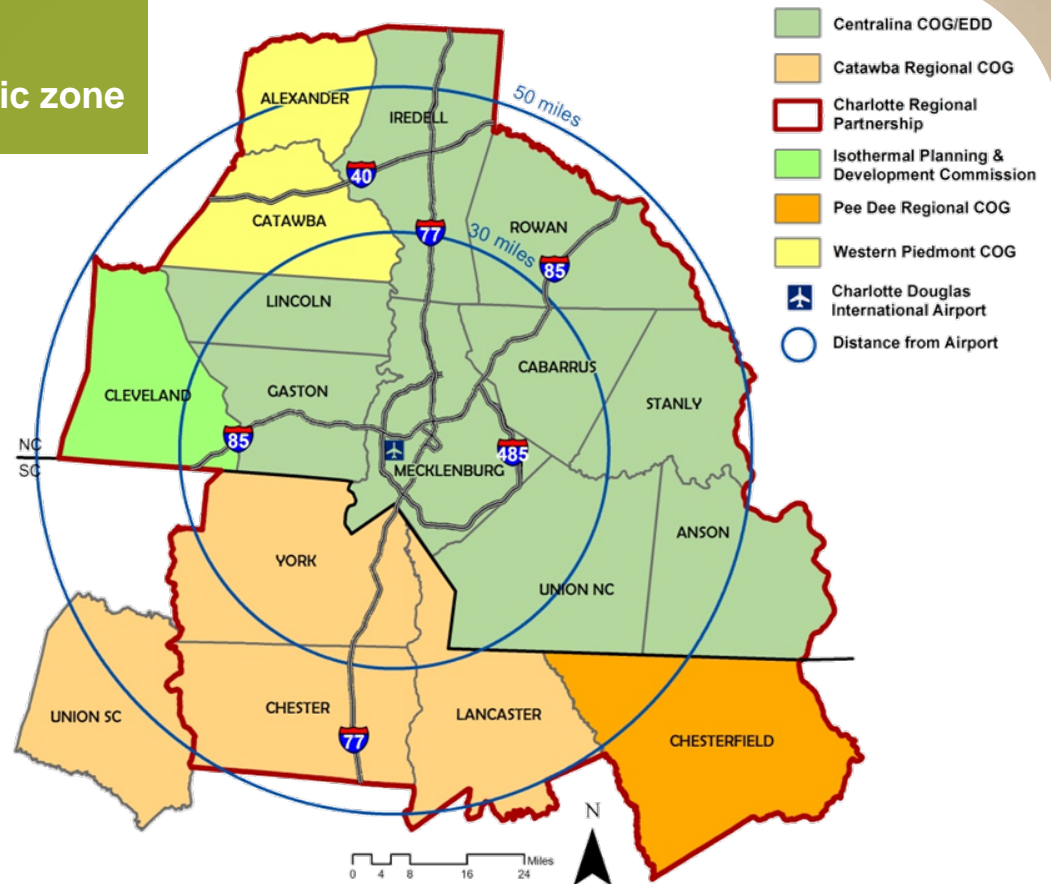 ic zone
Centralina COG/EDD
Catawba Regional COG
Charlotte Regional
Partnership
Isothermal Planning &
Development Commission
Pee Dee Regional COG
Western Piedmont COG
Charlotte Douglas
International Airport
Distance from Airport
50 miles
ALEXANDER
IREDELL
40
CATAWBA
77
30 miles
ROWAN
85
LINCOLN
CABARRUS
CLEVELAND
GASTON
STANLY
85
NC
SC
485
MECKLENBURG
ANSON
YORK
UNION NC
UNION SC
CHESTER
LANCASTER
77
CHESTERFIELD
N
Miles
0 4 8 16 24